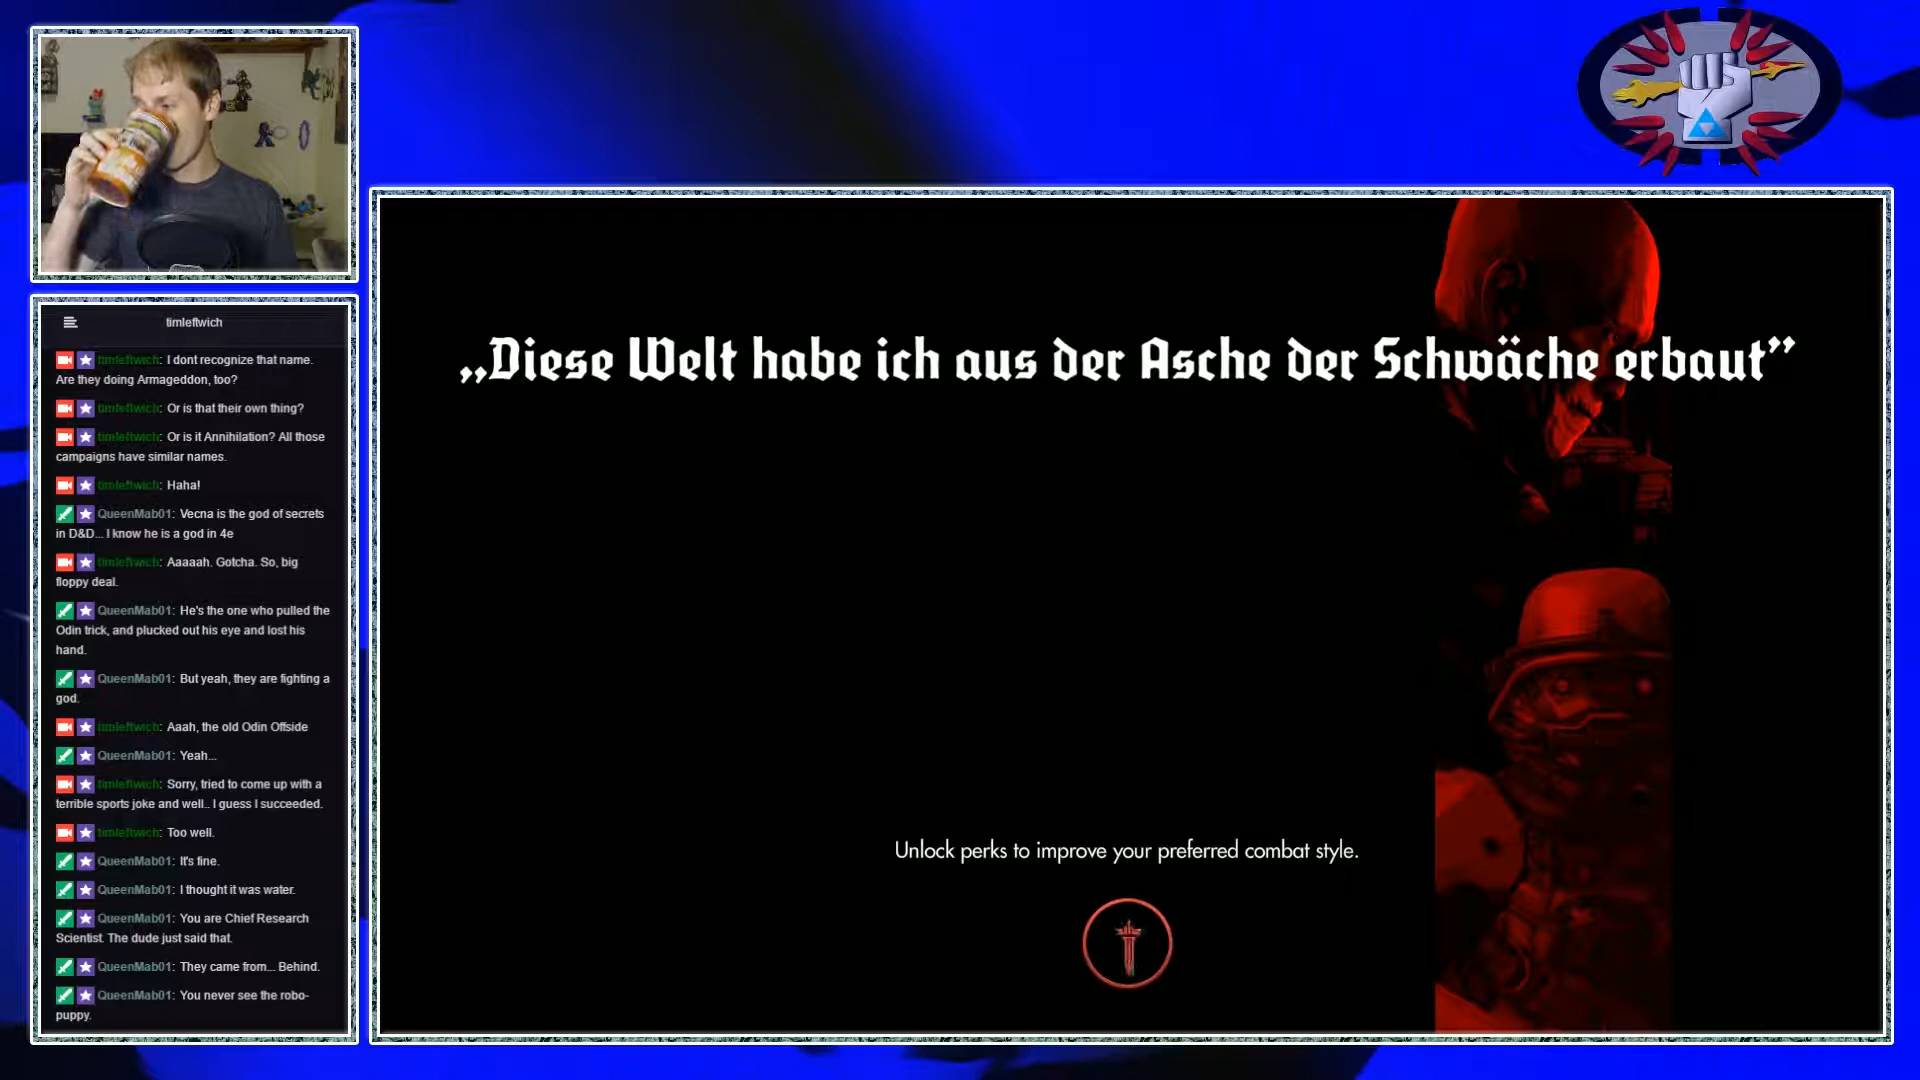 timleftwich
timleftwich: I dont recognize that name.
Are they doing Armageddon, too?
timleftwich: Or is that their own thing?
timleftwich: Or is it Annihilation? All those
campaigns have similar names.
timleftwich: Haha!
QueenMab01: Vecna is the god of secrets
in D&D... I know he is a god in 4e
timleftwich: Aaaaah. Gotcha. So, big
floppy deal.
QueenMab01: He's the one who pulled the
Odin trick, and plucked out his eye and lost his
hand.
QueenMab01: But yeah, they are fighting a
god.
timleftwich: Aaah, the old Odin Offside
QueenMab01: Yeah...
timleftwich: Sorry, tried to come up with a
terrible sports joke and well.. I guess I succeeded.
timleftwich: Too well.
QueenMab01: It's fine.
QueenMab01: I thought it was water.
QueenMab01: You are Chief Research
Scientist. The dude just said that.
QueenMab01: They came from... Behind.
QueenMab01: You never see the robo-
puppy.
„Diese Welt habe ich aus der Asche der Schwäche erbaut”
Unlock perks to improve your preferred combat style.